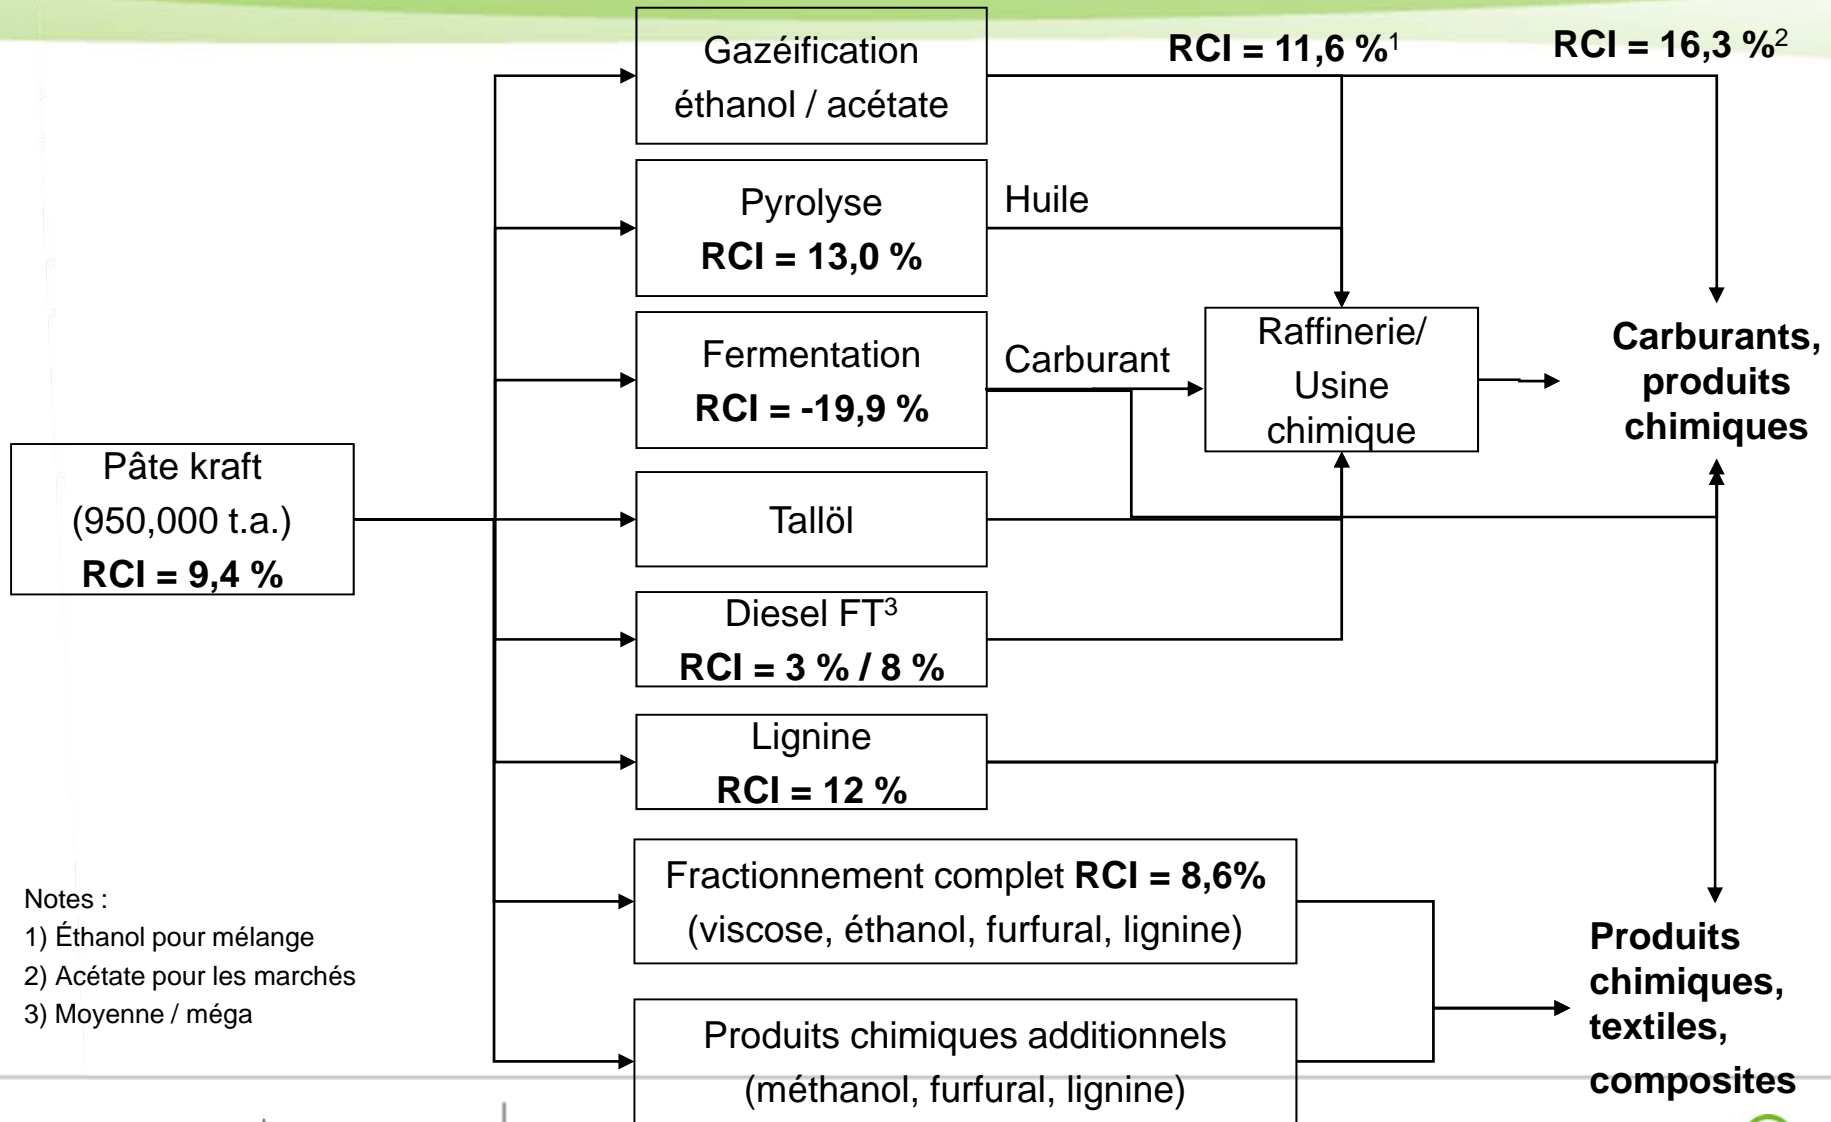 Gazéification
éthanol / acétate
RCI = 11,6 %¹
RCI = 16,3 %²
Pyrolyse
RCI = 13,0 %
Huile
Fermentation
RCI = -19,9 %
Carburant
Raffinerie/
Usine
chimique
Carburants,
produits
chimiques
Pâte kraft
(950,000 t.a.)
RCI = 9,4 %
Tallöl
Diesel FT³
RCI = 3 % / 8 %
Lignine
RCI = 12 %
Fractionnement complet RCI = 8,6%
(viscose, éthanol, furfural, lignine)
Produits chimiques additionnels
(méthanol, furfural, lignine)
Produits
chimiques,
textiles,
composites
Notes :
1) Éthanol pour mélange
2) Acétate pour les marchés
3) Moyenne / méga